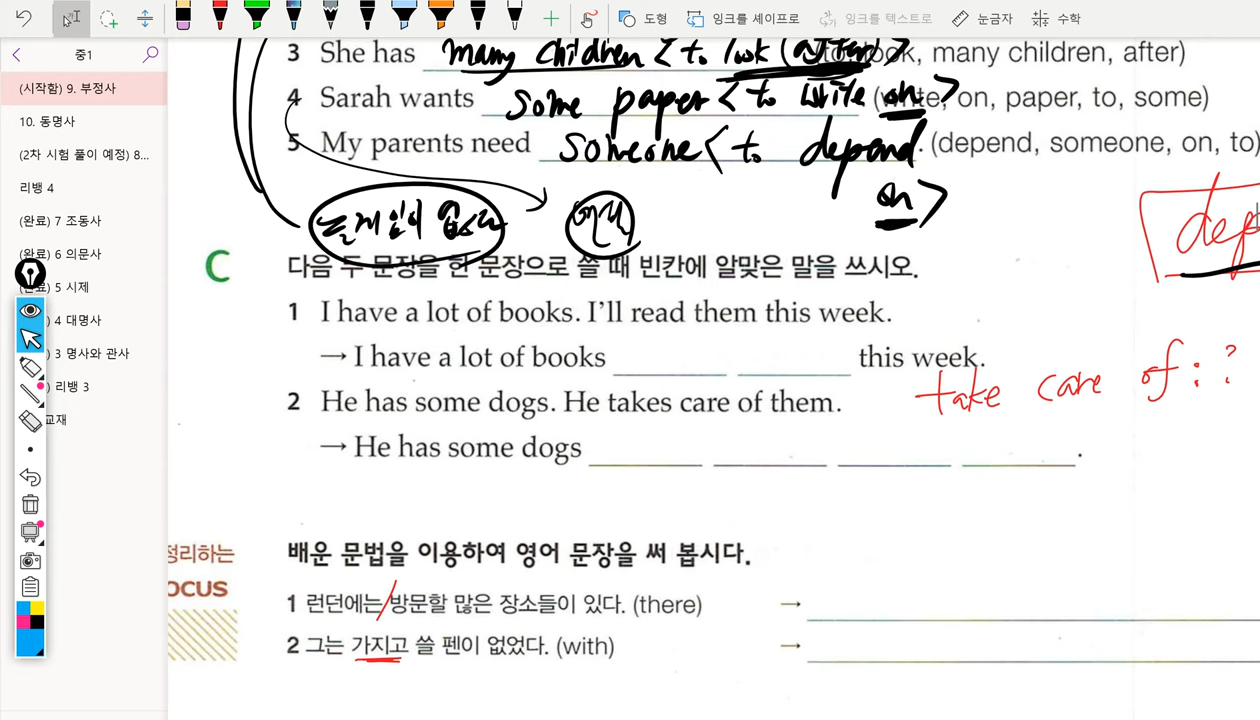 도형
잉크를 셰이프로
잉크를 텍스트로
눈금자
수학
중1
(시작함) 9. 부정사
10. 동명사
(2차 시험 풀이 예정) 8...
리뱅 4
(완료) 7 조동사
(완료) 6 의문사
5 시제
) 4 대명사
) 3 명사와 관사
) 리뱅 3
교재
3 She has many children < to look (after) > many children, after)
4 Sarah wants some paper < to write on > on, paper, to, some)
5 My parents need someone < to depend on > . (depend, someone, on, to)
dep
C 다음 두 문장을 한 문장으로 쓸 때 빈칸에 알맞은 말을 쓰시오.
1 I have a lot of books. I'll read them this week.
→ I have a lot of books this week.
take care of : ?
2 He has some dogs. He takes care of them.
→ He has some dogs .
정리하는
OCUS
배운 문법을 이용하여 영어 문장을 써 봅시다.
1 런던에는 / 방문할 많은 장소들이 있다. (there) →
2 그는 가지고 쓸 펜이 없었다. (with) →